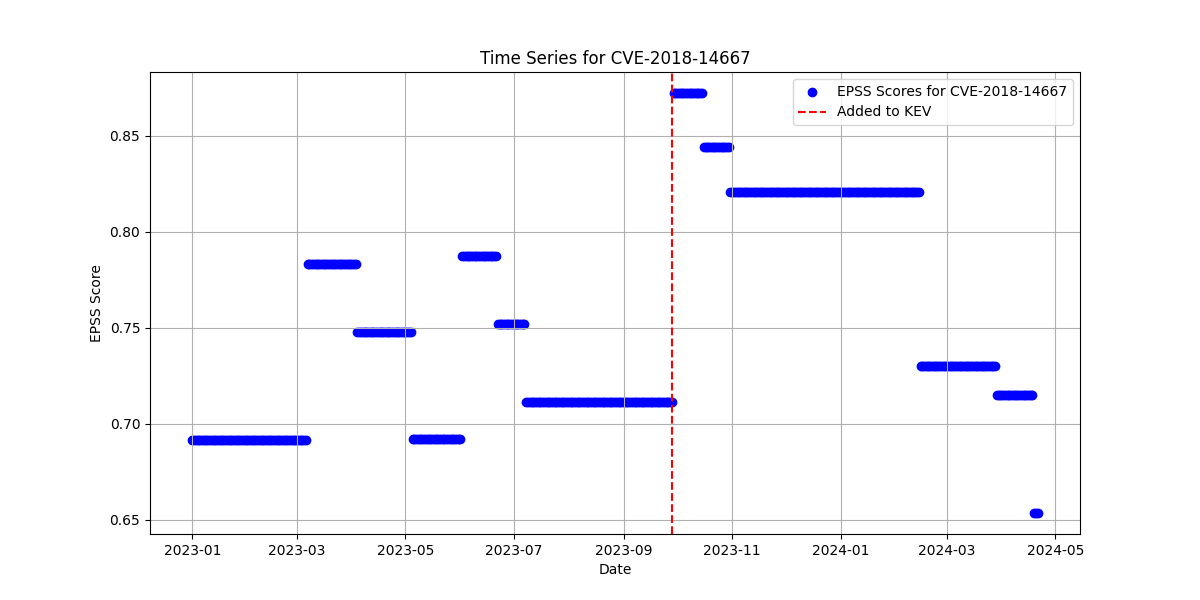 Time Series for CVE-2018-14667
EPSS Scores for CVE-2018-14667
Added to KEV
EPSS Score
0.85
0.80
0.75
0.70
0.65
2023-01 2023-03 2023-05 2023-07 2023-09 2023-11 2024-01 2024-03 2024-05
Date